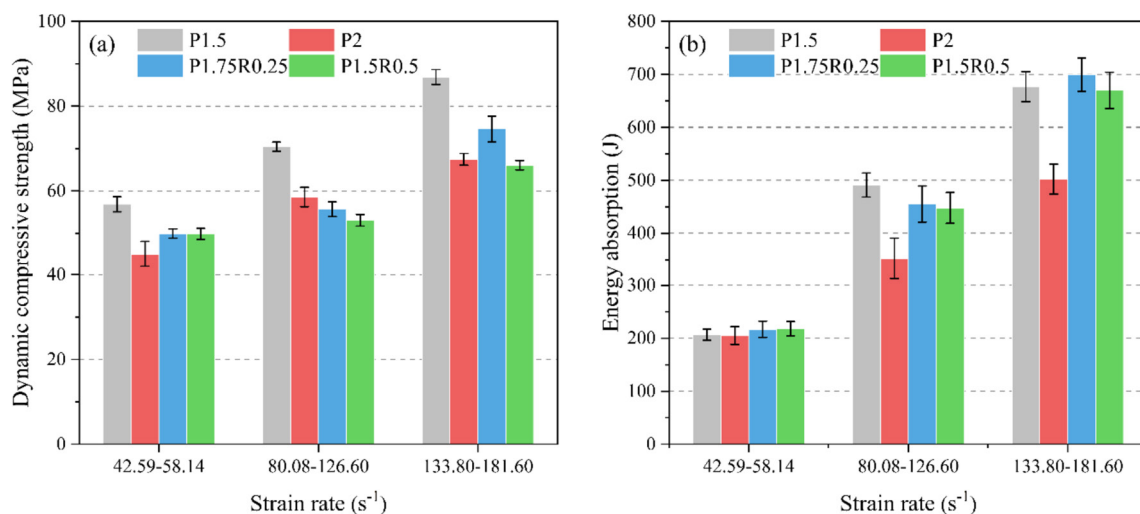 (a)
P1.5
P2
P1.75R0.25
P1.5R0.5
Dynamic compressive strength (MPa)
100
80
60
40
20
0
42.59-58.14
80.08-126.60
133.80-181.60
Strain rate (s⁻¹)
(b)
P1.5
P2
P1.75R0.25
P1.5R0.5
Energy absorption (J)
800
700
600
500
400
300
200
100
0
42.59-58.14
80.08-126.60
133.80-181.60
Strain rate (s⁻¹)